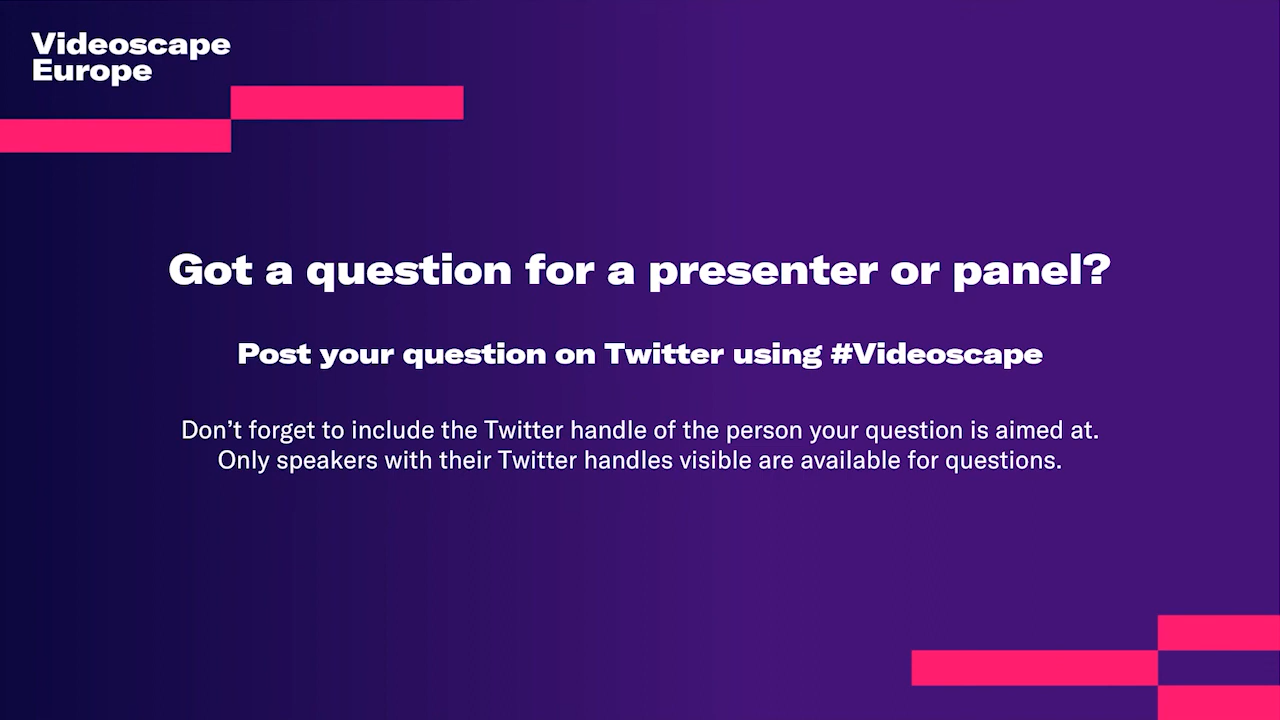 Videoscape
Europe
Got a question for a presenter or panel?
Post your question on Twitter using #Videoscape
Don’t forget to include the Twitter handle of the person your question is aimed at.
Only speakers with their Twitter handles visible are available for questions.